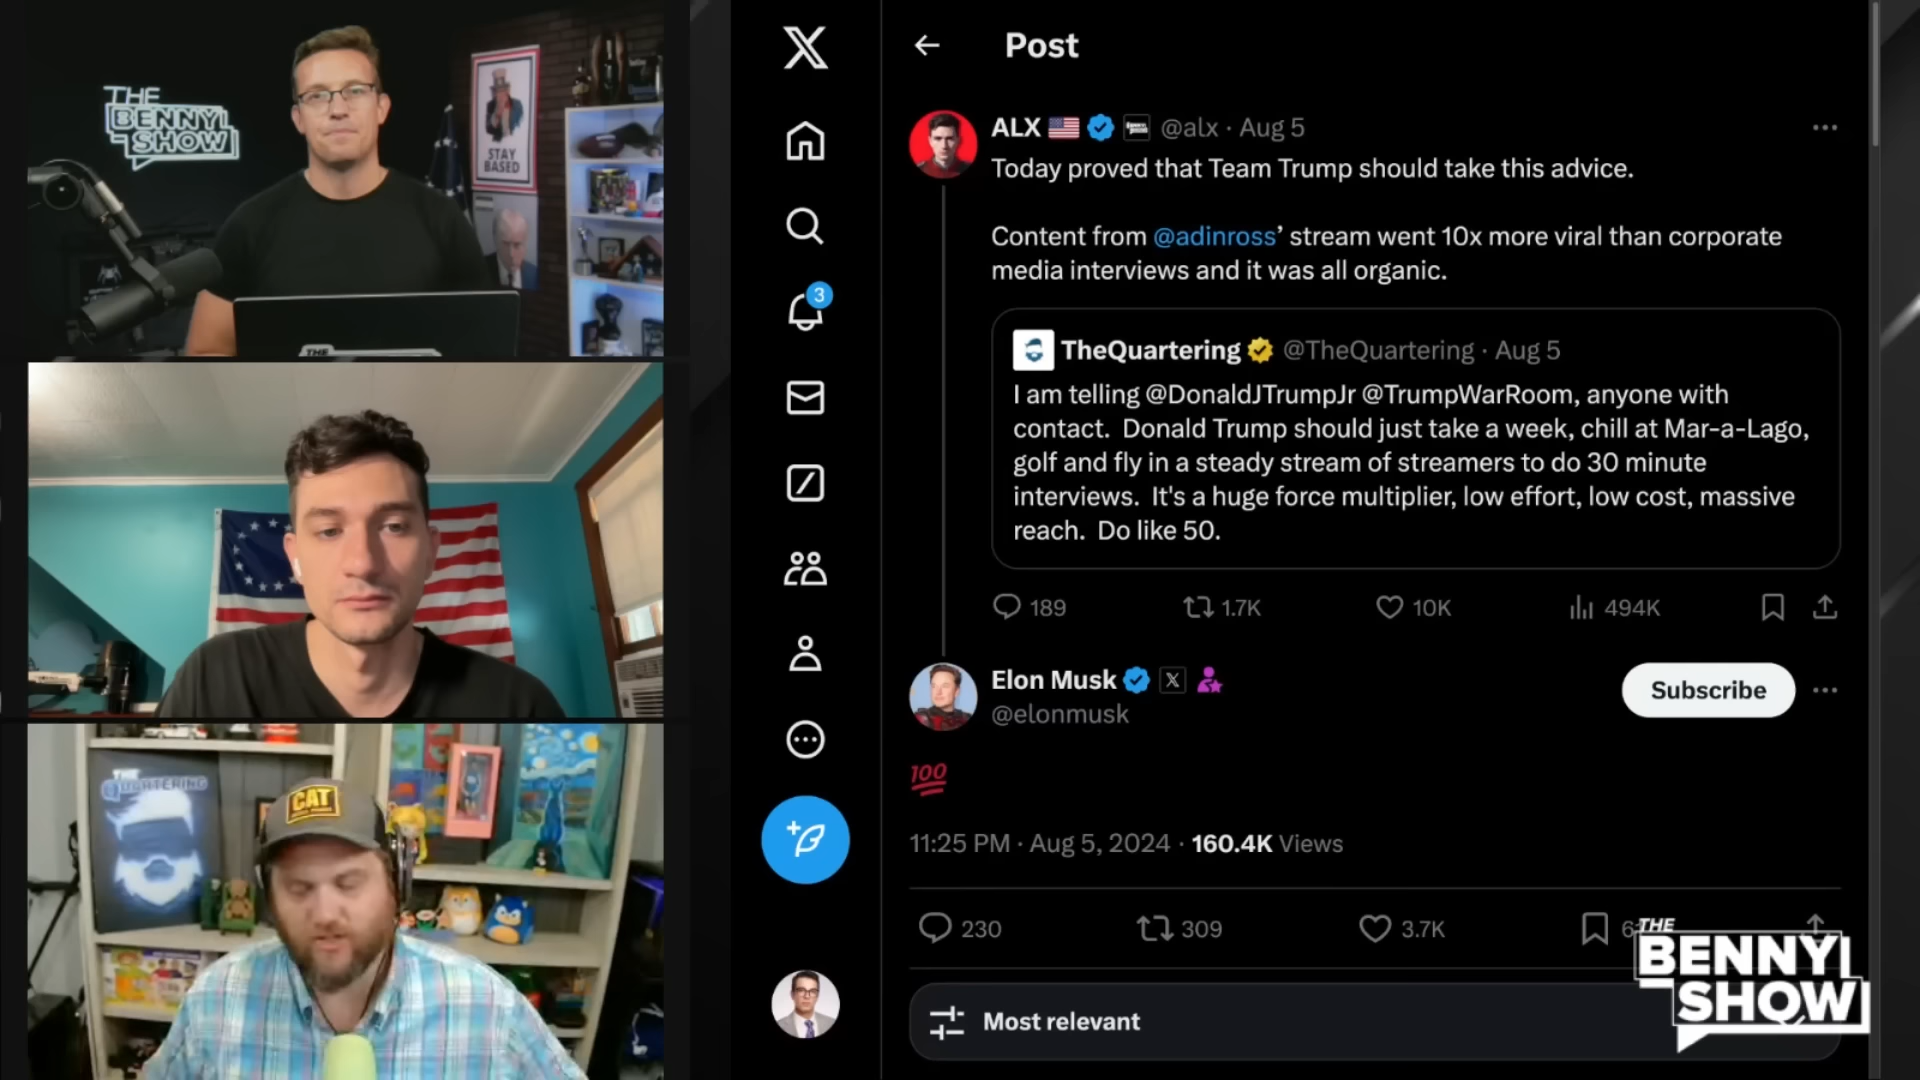 THE
BENNY
SHOW
STAY
BASED
THE
THE
QUARTERING
CAT
Post
ALX @alx · Aug 5
Today proved that Team Trump should take this advice.
Content from @adinross’ stream went 10x more viral than corporate
media interviews and it was all organic.
TheQuartering @TheQuartering · Aug 5
I am telling @DonaldJTrumpJr @TrumpWarRoom, anyone with
contact. Donald Trump should just take a week, chill at Mar-a-Lago,
golf and fly in a steady stream of streamers to do 30 minute
interviews. It's a huge force multiplier, low effort, low cost, massive
reach. Do like 50.
189 1.7K 10K 494K
3
Elon Musk
@elonmusk
Subscribe
💯
11:25 PM · Aug 5, 2024 · 160.4K Views
230 309 3.7K
Most relevant
THE
BENNY
SHOW